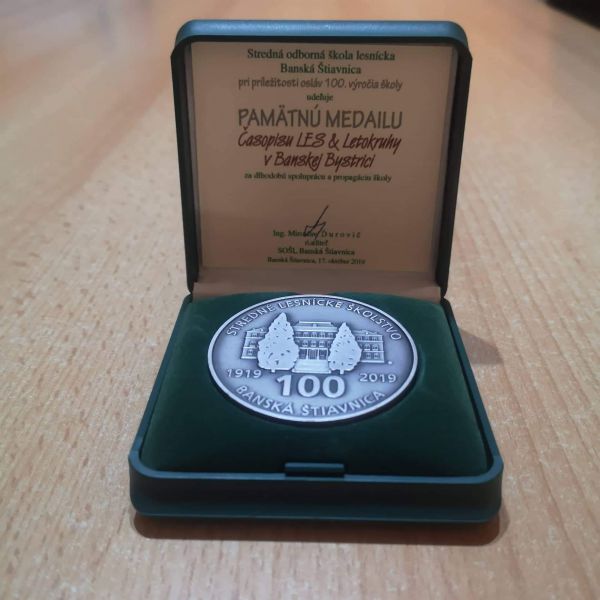 Stredná odborná škola lesnícka
Banská Štiavnica
pri príležitosti osláv 100. výročia školy
udeľuje
PAMÄTNÚ MEDAILU
Časopisu LES & Letokruhy
v Banskej Bystrici
za dlhodobú spoluprácu a propagáciu školy
Ing. Miroslav Ďurovič
riaditeľ
SOŠL Banská Štiavnica
Banská Štiavnica, 17. október 2019
STREDNÉ LESNÍCKE ŠKOLSTVO
1919 2019
100
BANSKÁ ŠTIAVNICA